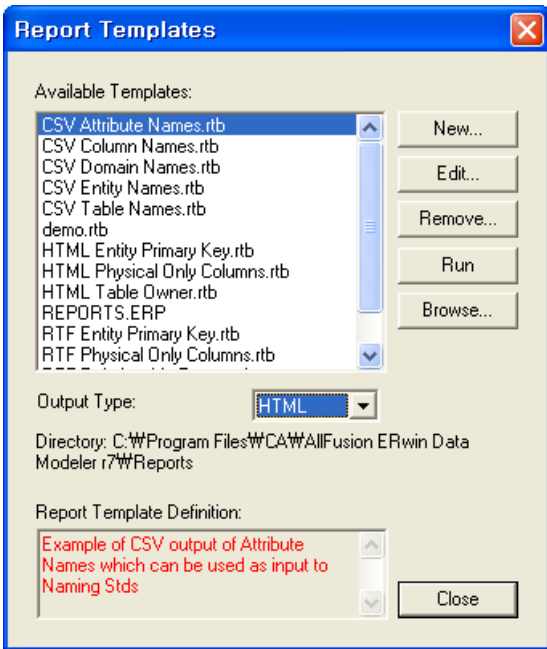 Report Templates
Available Templates:
CSV Attribute Names.rtb
CSV Column Names.rtb
CSV Domain Names.rtb
CSV Entity Names.rtb
CSV Table Names.rtb
demo.rtb
HTML Entity Primary Key.rtb
HTML Physical Only Columns.rtb
HTML Table Owner.rtb
REPORTS.ERP
RTF Entity Primary Key.rtb
RTF Physical Only Columns.rtb
New...
Edit...
Remove...
Run
Browse...
Output Type:
HTML
Directory: C:₩Program Files₩CA₩AllFusion ERwin Data
Modeler r7₩Reports
Report Template Definition:
Example of CSV output of Attribute
Names which can be used as input to
Naming Stds
Close